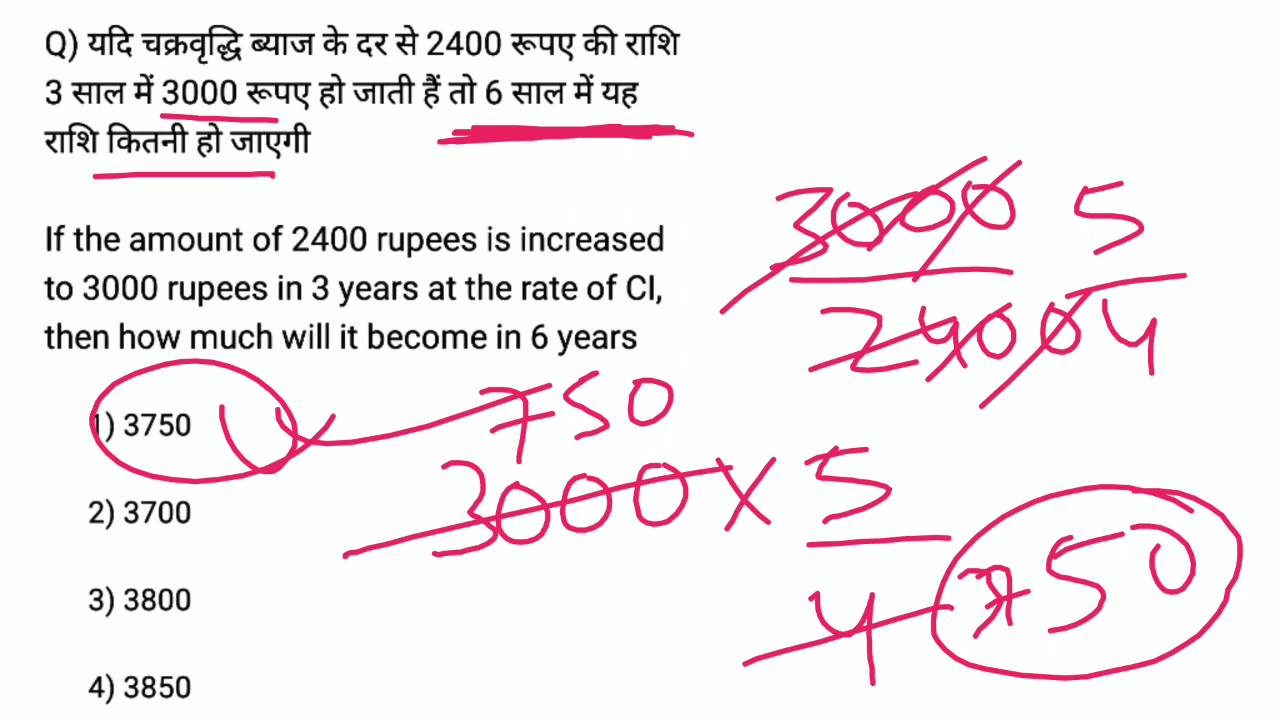 Q) यदि चक्रवृद्धि ब्याज के दर से 2400 रूपए की राशि
3 साल में 3000 रूपए हो जाती हैं तो 6 साल में यह
राशि कितनी हो जाएगी
If the amount of 2400 rupees is increased
to 3000 rupees in 3 years at the rate of CI,
then how much will it become in 6 years
1) 3750
2) 3700
3) 3800
4) 3850
3000 5
2400 4
750
3000 X 5
4
3750